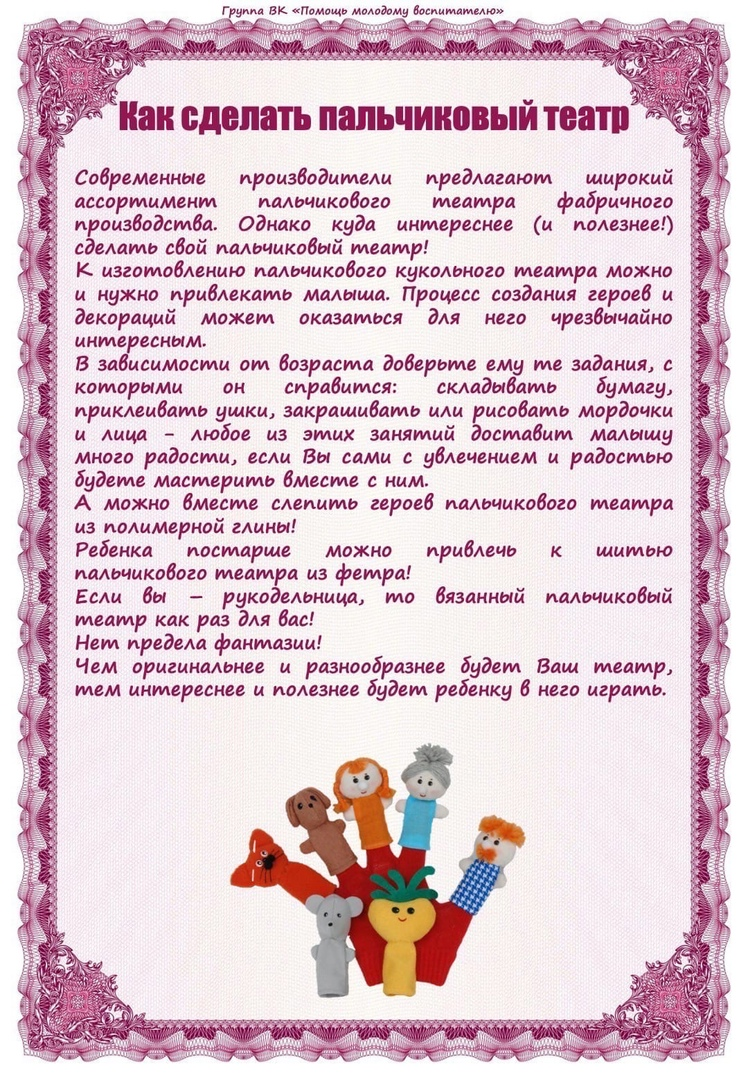 Группа ВК «Помощь молодому воспитателю»
Как сделать пальчиковый театр
Современные производители предлагают широкий
ассортимент пальчикового театра фабричного
производства. Однако куда интереснее (и полезнее!)
сделать свой пальчиковый театр!
К изготовлению пальчикового кукольного театра можно
и нужно привлекать малыша. Процесс создания героев и
декораций может оказаться для него чрезвычайно
интересным.
В зависимости от возраста доверьте ему те задания, с
которыми он справится: складывать бумагу,
приклеивать ушки, закрашивать или рисовать мордочки
и лица - любое из этих занятий доставит малышу
много радости, если Вы сами с увлечением и радостью
будете мастерить вместе с ним.
А можно вместе слепить героев пальчикового театра
из полимерной глины!
Ребенка постарше можно привлечь к шитью
пальчикового театра из фетра!
Если вы – рукодельница, то вязанный пальчиковый
театр как раз для вас!
Нет предела фантазии!
Чем оригинальнее и разнообразнее будет Ваш театр,
тем интереснее и полезнее будет ребенку в него играть.